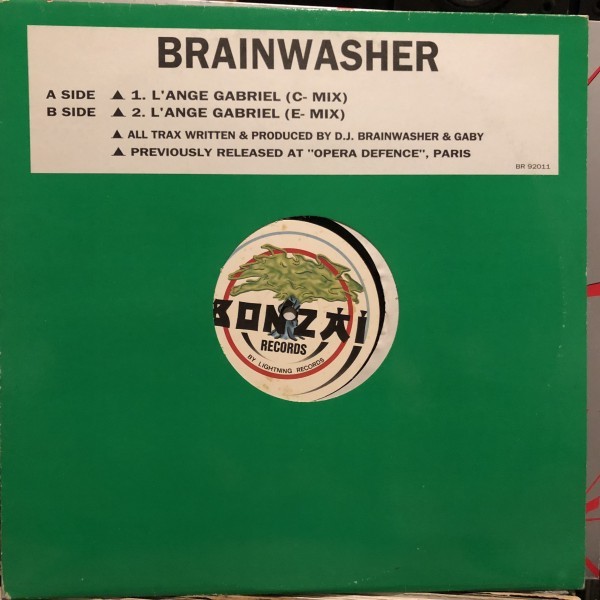 BRAINWASHER
A SIDE ▲ 1. L'ANGE GABRIEL (C- MIX)
B SIDE ▲ 2. L'ANGE GABRIEL (E- MIX)
▲ ALL TRAX WRITTEN & PRODUCED BY D.J. BRAINWASHER & GABY
▲ PREVIOUSLY RELEASED AT "OPERA DEFENCE", PARIS
BR 92011
BONZAI
RECORDS
BY LIGHTNING RECORDS